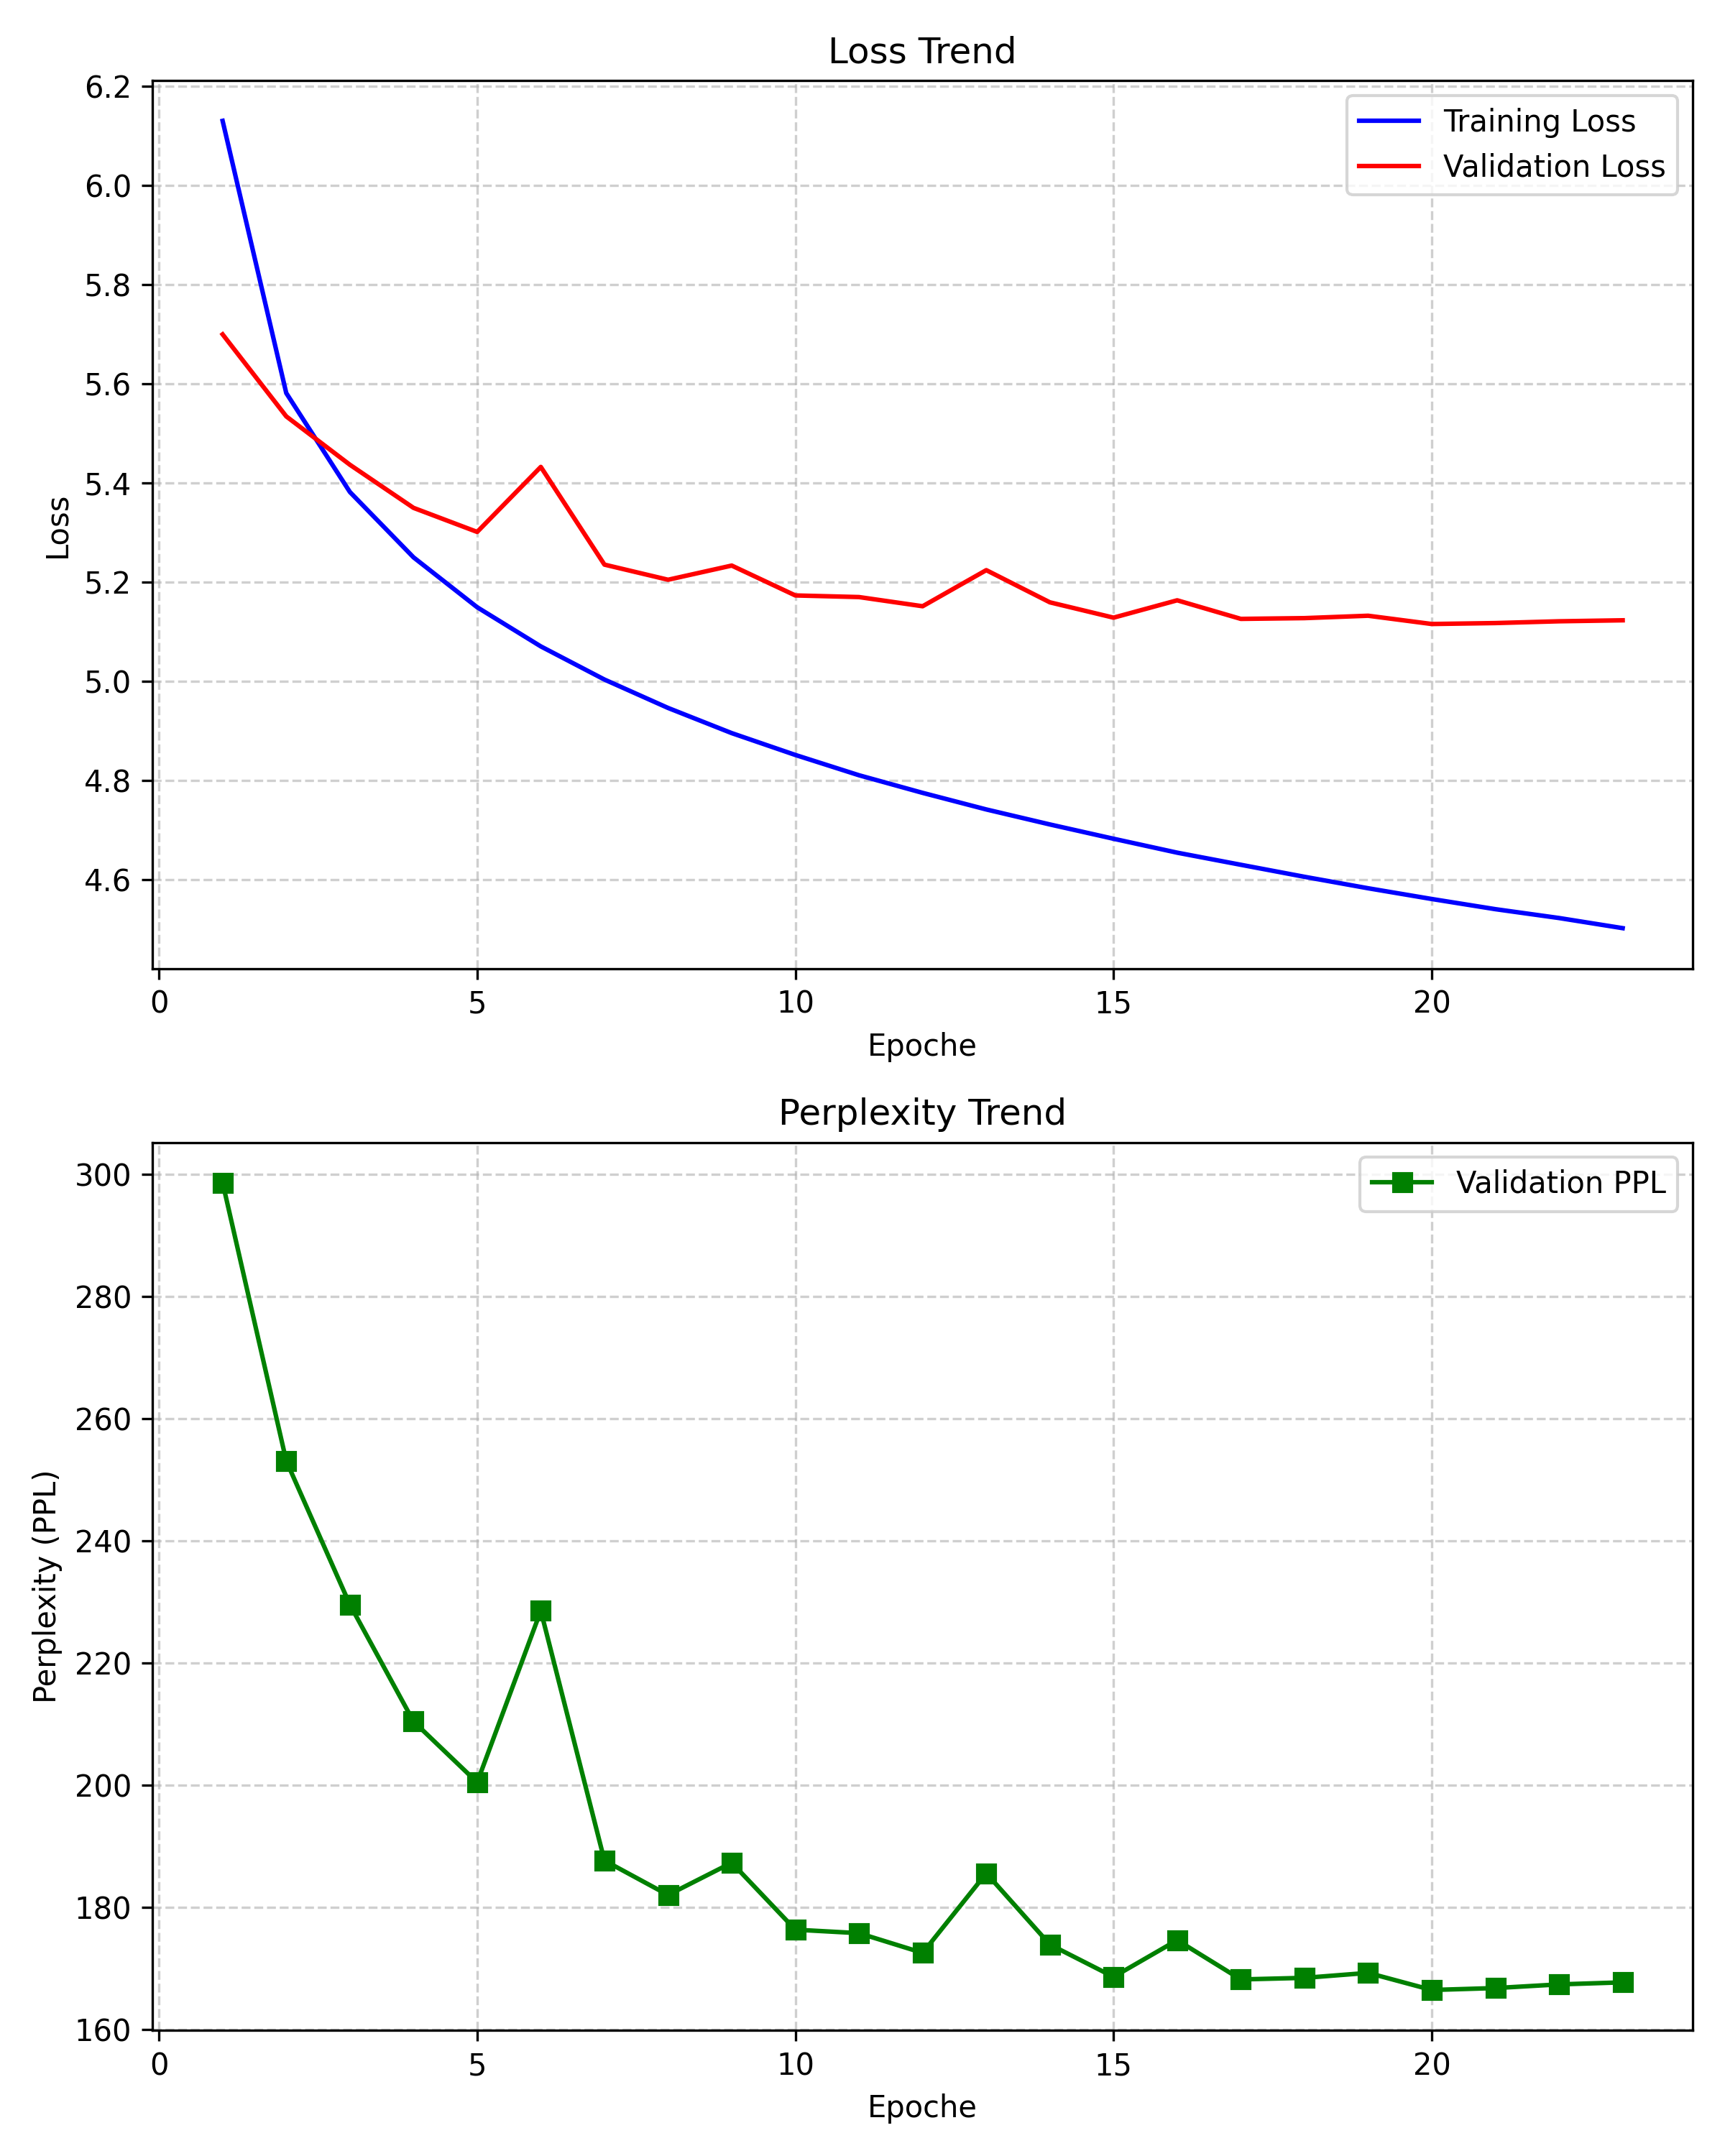 Loss Trend
6.2
6.0
5.8
5.6
5.4
5.2
5.0
4.8
4.6
Loss
Training Loss
Validation Loss
0 5 10 15 20
Epoche
Perplexity Trend
300
280
260
240
220
200
180
160
Perplexity (PPL)
Validation PPL
0 5 10 15 20
Epoche